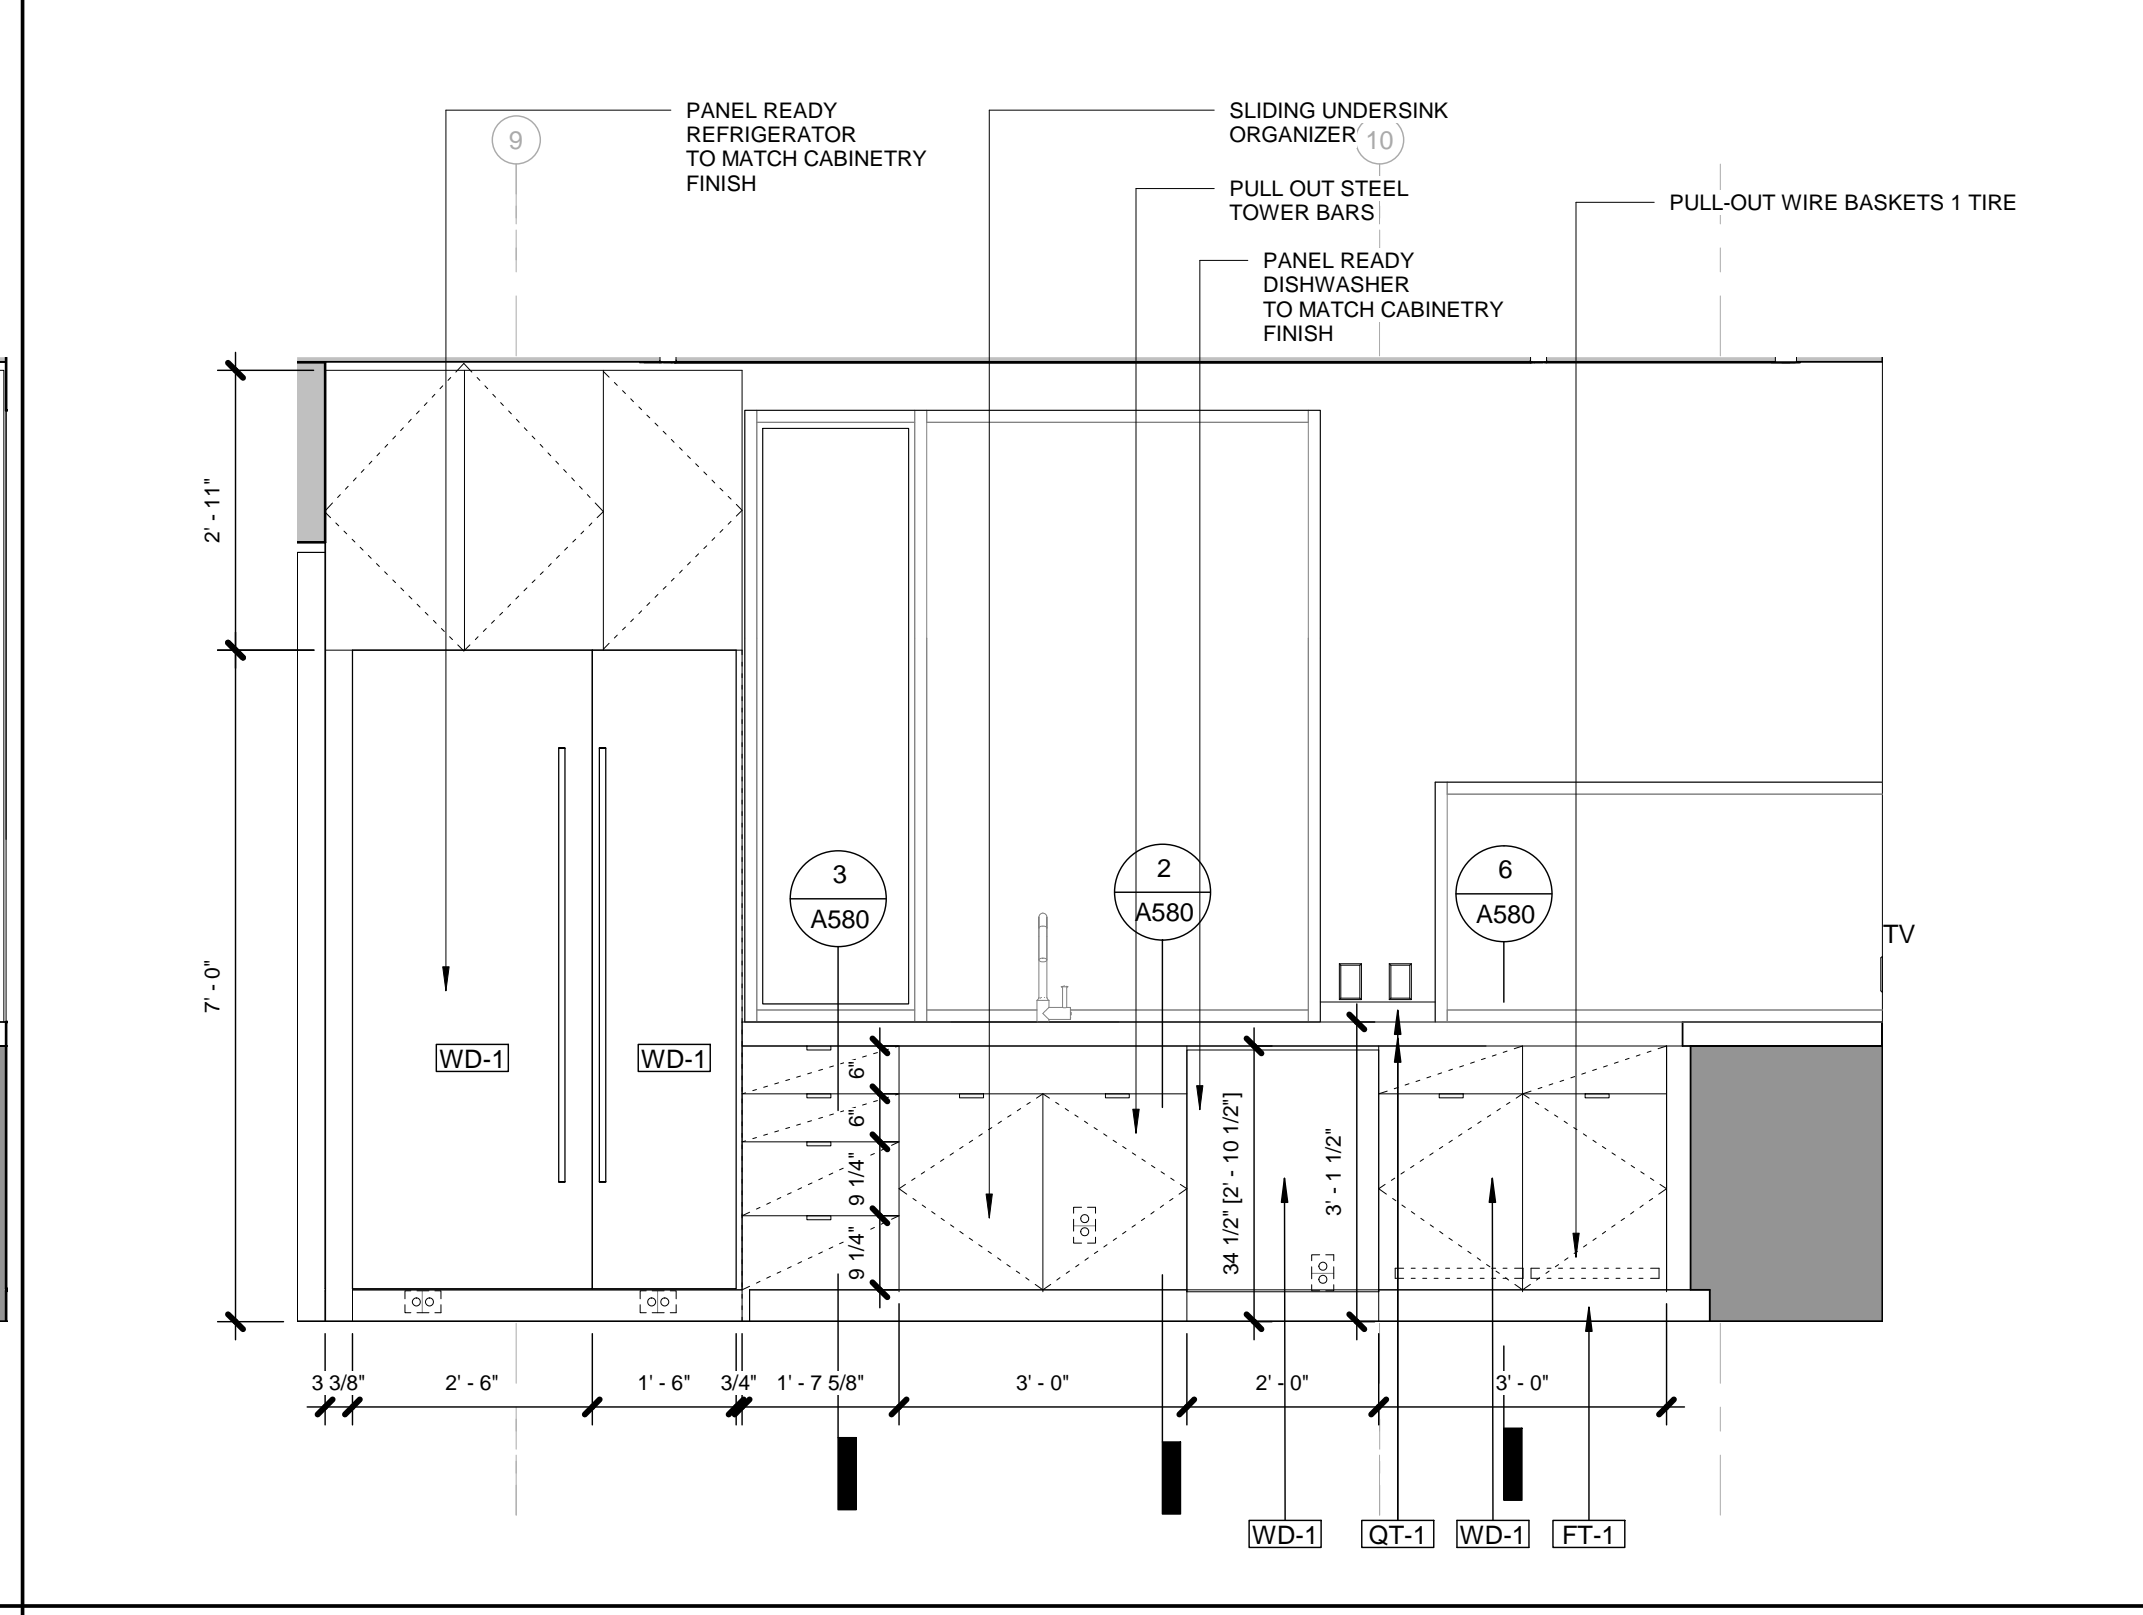 PANEL READY
REFRIGERATOR
TO MATCH CABINETRY
FINISH
9
SLIDING UNDERSINK
ORGANIZER
10
PULL OUT STEEL
TOWER BARS
PULL-OUT WIRE BASKETS 1 TIRE
PANEL READY
DISHWASHER
TO MATCH CABINETRY
FINISH
2' - 11"
7' - 0"
3
A580
2
A580
6
A580
TV
WD-1
WD-1
6"
6"
9 1/4"
9 1/4"
34 1/2" [2' - 10 1/2"]
3' - 1 1/2"
3 3/8"
2' - 6"
1' - 6"
3/4"
1' - 7 5/8"
3' - 0"
2' - 0"
3' - 0"
WD-1
QT-1
WD-1
FT-1